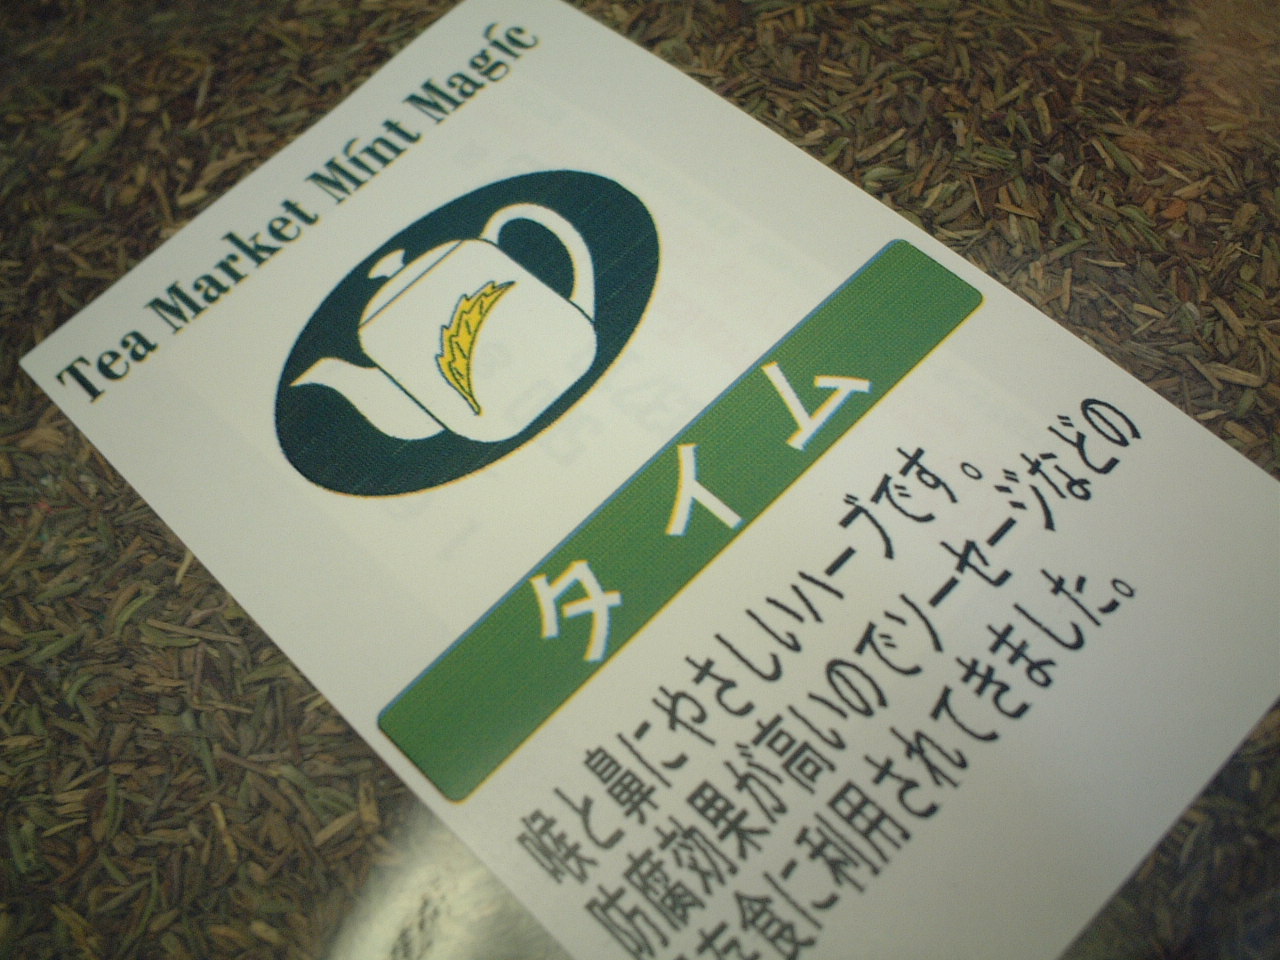 Tea Market Mint Magic
タイム
喉と鼻にやさしいハーブです。
防腐効果が高いのでソーセージなどの
存食に利用されてきました。